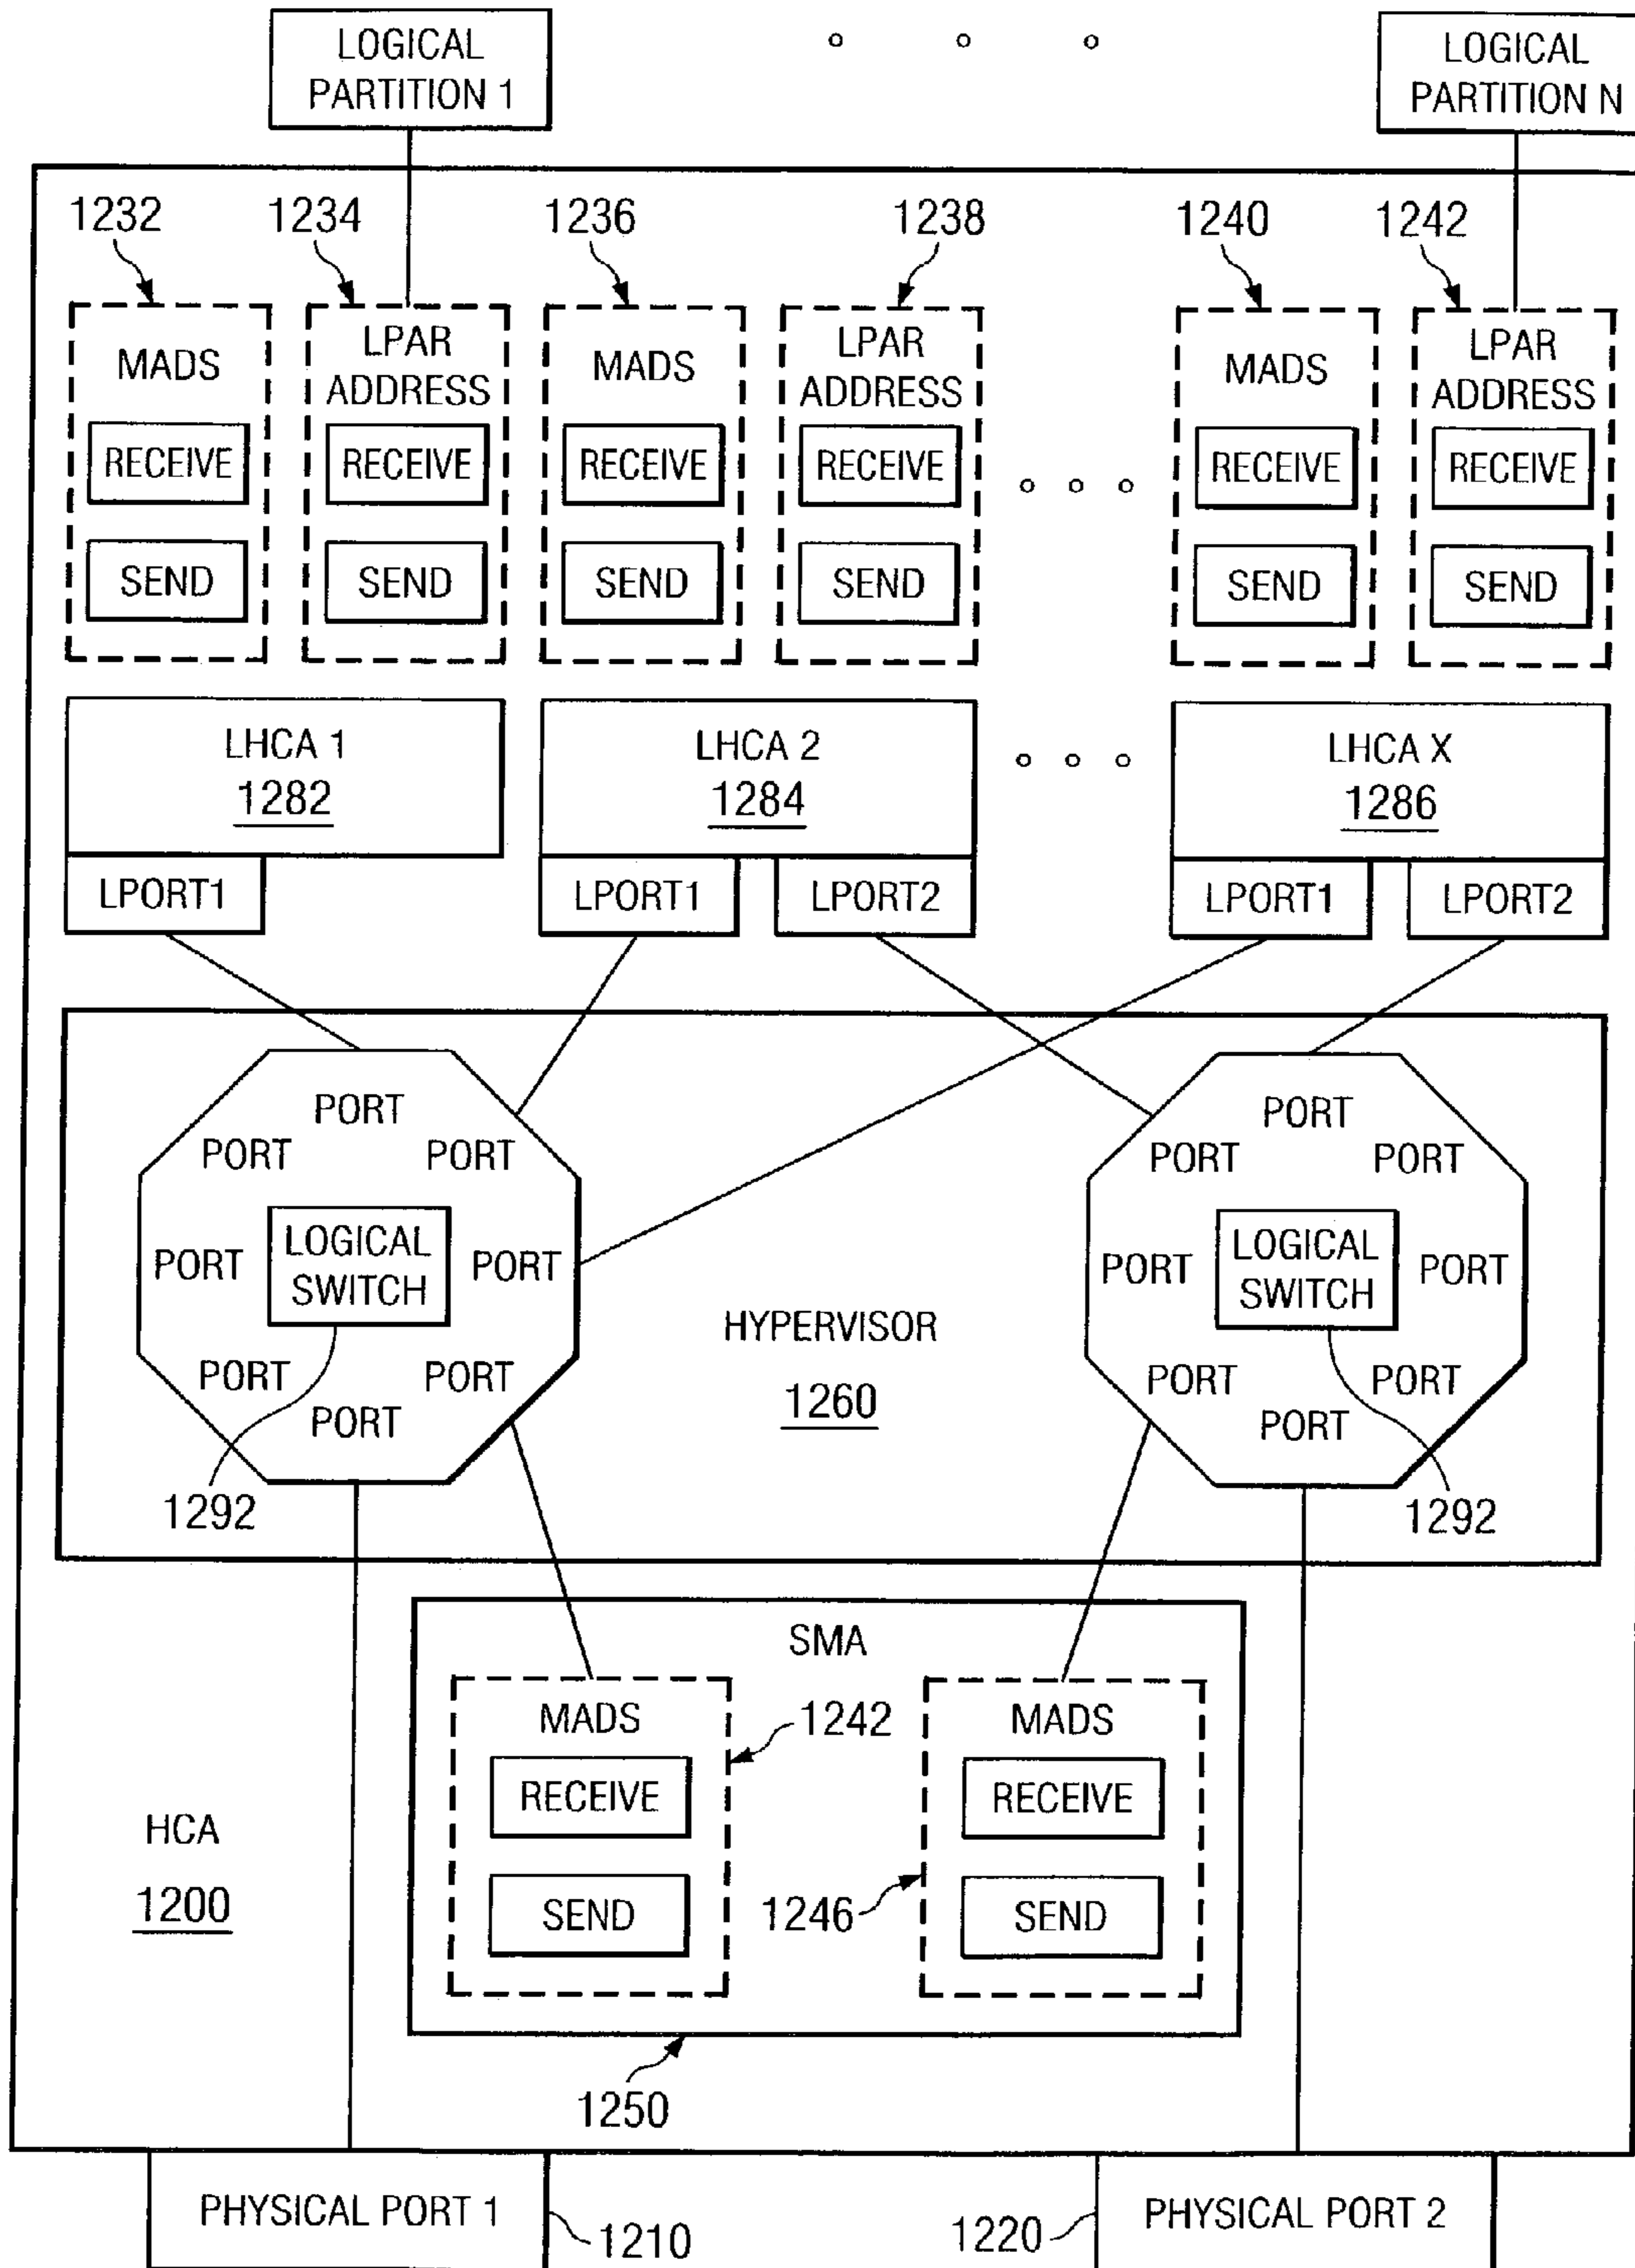 LOGICAL
PARTITION 1
LOGICAL
PARTITION N
1232
1234
1236
1238
1240
1242
MADS
RECEIVE
SEND
LPAR
ADDRESS
RECEIVE
SEND
MADS
RECEIVE
SEND
LPAR
ADDRESS
RECEIVE
SEND
MADS
RECEIVE
SEND
LPAR
ADDRESS
RECEIVE
SEND
LHCA 1
1282
LPORT1
LHCA 2
1284
LPORT1
LPORT2
LHCA X
1286
LPORT1
LPORT2
PORT
PORT
PORT
PORT
LOGICAL
SWITCH
PORT
PORT
PORT
PORT
1292
HYPERVISOR
1260
PORT
PORT
PORT
PORT
LOGICAL
SWITCH
PORT
PORT
PORT
PORT
1292
SMA
MADS
RECEIVE
SEND
1242
MADS
RECEIVE
SEND
1246
1250
HCA
1200
PHYSICAL PORT 1
1210
1220
PHYSICAL PORT 2